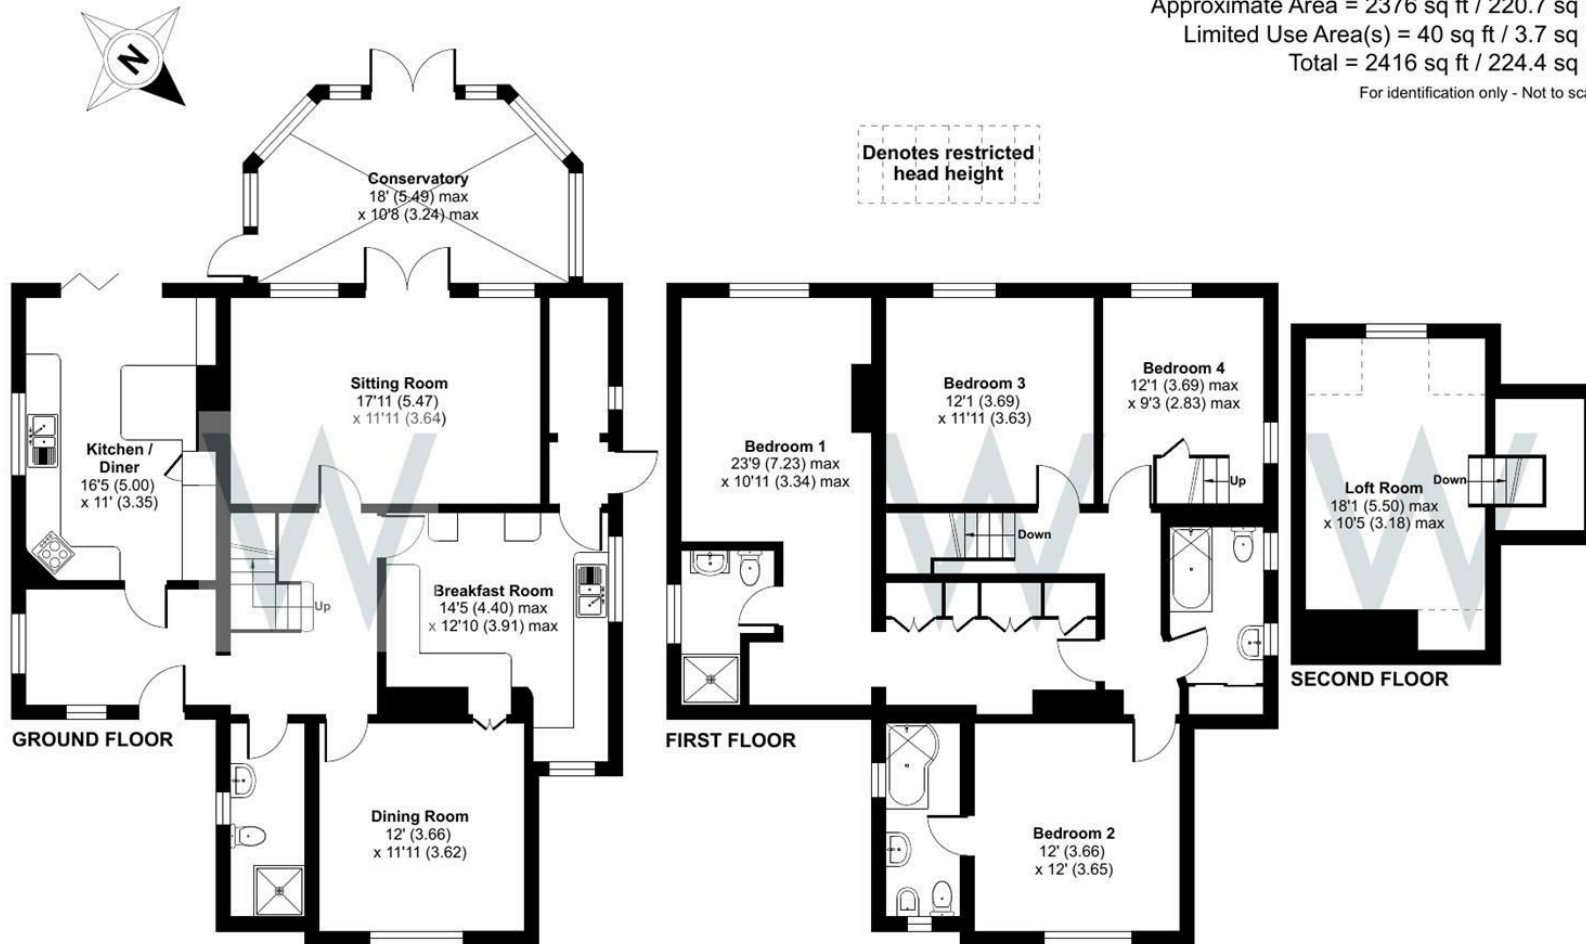 Approximate Area = 2376 sq ft / 220.7 sq
Limited Use Area(s) = 40 sq ft / 3.7 sq
Total = 2416 sq ft / 224.4 sq
For identification only - Not to sca
N
Denotes restricted
head height
Conservatory
18' (5.49) max
x 10'8 (3.24) max
Sitting Room
17'11 (5.47)
x 11'11 (3.64)
Kitchen /
Diner
16'5 (5.00)
x 11' (3.35)
Breakfast Room
14'5 (4.40) max
x 12'10 (3.91) max
Up
Dining Room
12' (3.66)
x 11'11 (3.62)
GROUND FLOOR
Bedroom 1
23'9 (7.23) max
x 10'11 (3.34) max
Bedroom 3
12'1 (3.69)
x 11'11 (3.63)
Bedroom 4
12'1 (3.69) max
x 9'3 (2.83) max
Up
Down
Bedroom 2
12' (3.66)
x 12' (3.65)
FIRST FLOOR
Loft Room
18'1 (5.50) max
x 10'5 (3.18) max
Down
SECOND FLOOR
W
W
W